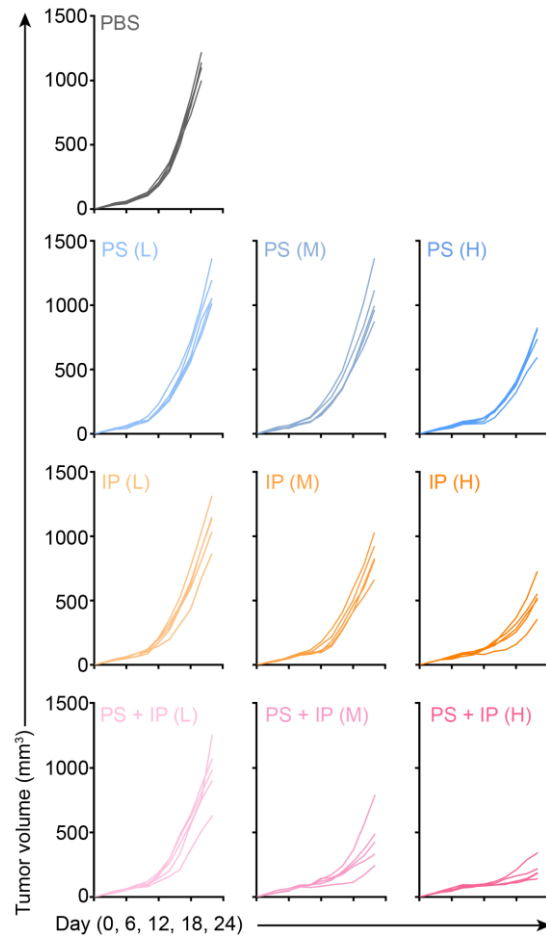 1500
PBS
1000
500
0
1500
PS (L)
PS (M)
PS (H)
1000
500
0
1500
IP (L)
IP (M)
IP (H)
1000
500
0
1500
PS + IP (L)
PS + IP (M)
PS + IP (H)
1000
500
0
Tumor volume (mm³)
Day (0, 6, 12, 18, 24)